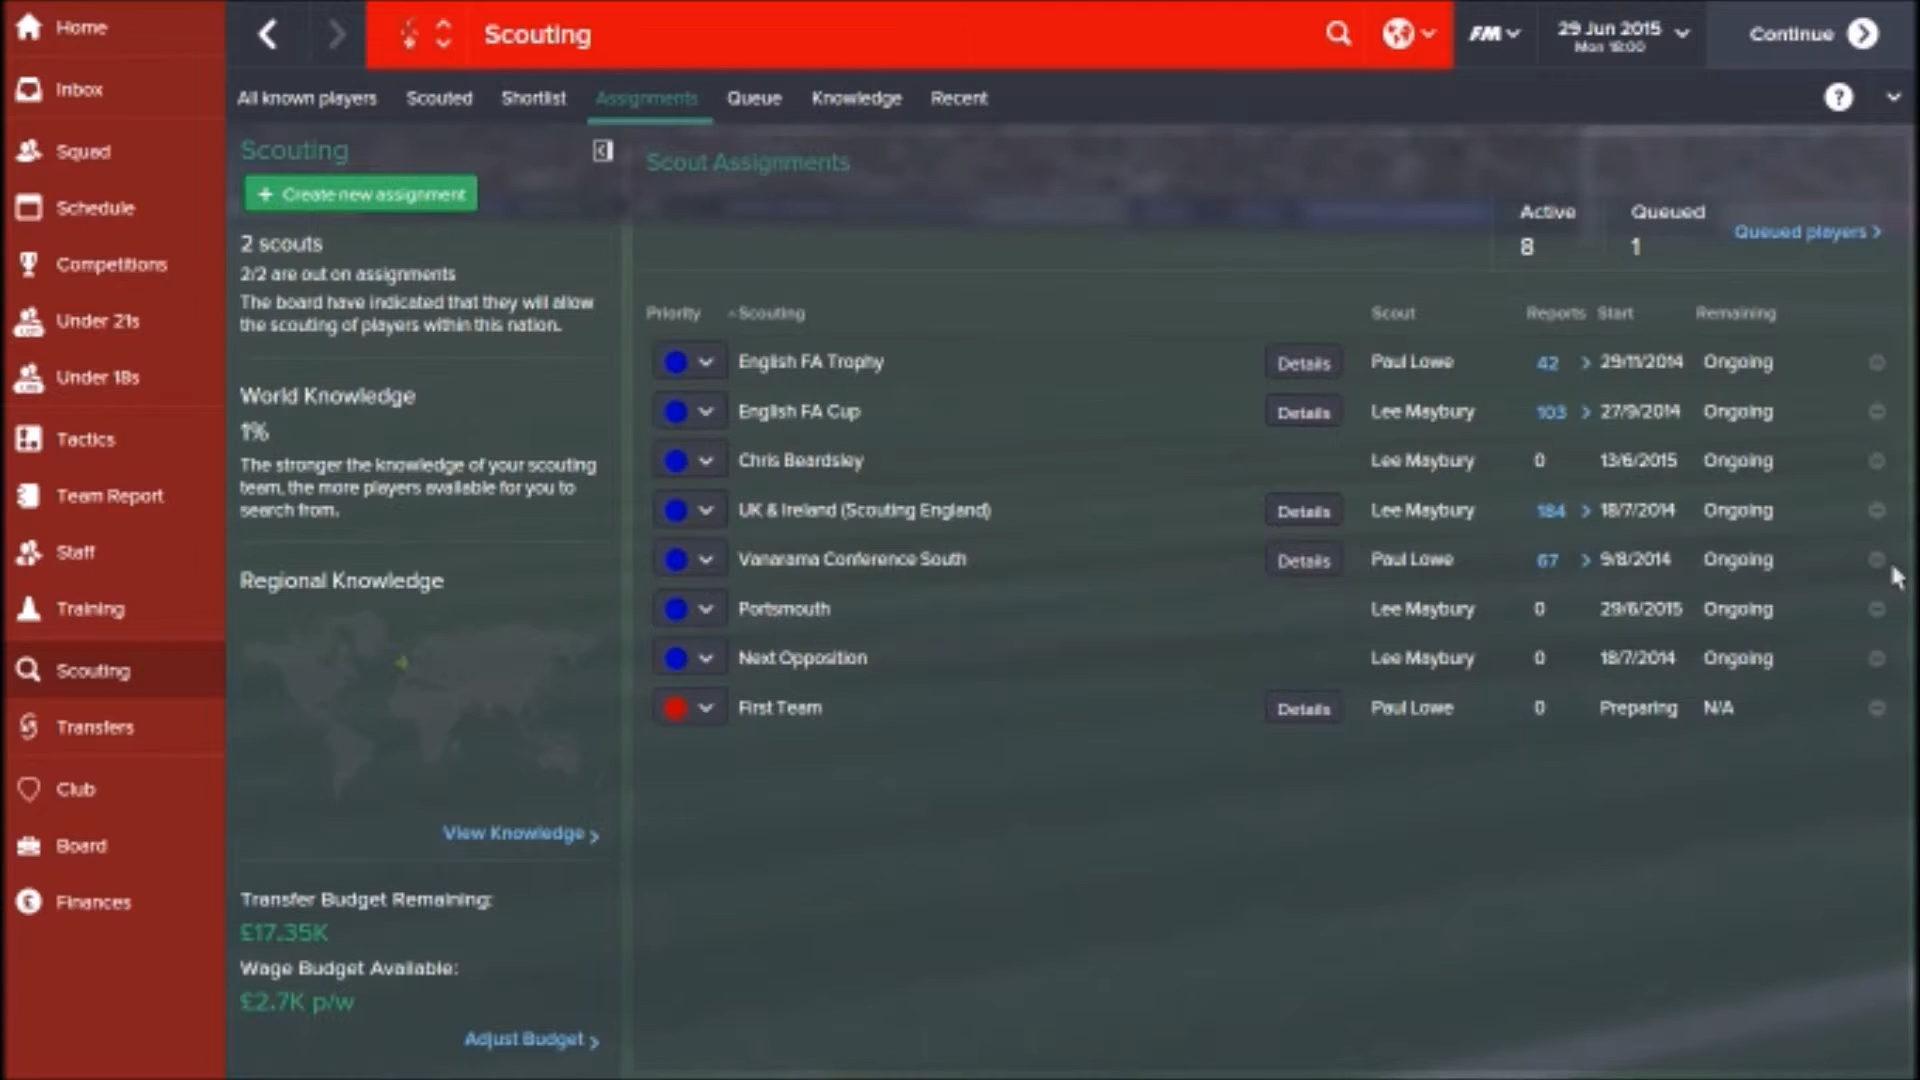 Home
Inbox
Squad
Schedule
Competitions
Under 21s
Under 18s
Tactics
Team Report
Staff
Training
Scouting
Transfers
Club
Board
Finances
Scouting
FM
29 Jun 2015
Mon 18:00
Continue
All known players Scouted Shortlist Assignments Queue Knowledge Recent
?
Scouting
+ Create new assignment
2 scouts
2/2 are out on assignments
The board have indicated that they will allow
the scouting of players within this nation.
World Knowledge
1%
The stronger the knowledge of your scouting
team, the more players available for you to
search from.
Regional Knowledge
View Knowledge >
Transfer Budget Remaining:
£17.35K
Wage Budget Available:
£2.7K p/w
Adjust Budget >
Scout Assignments
Active Queued
8 1
Queued players >
Priority Scouting Scout Reports Start Remaining
English FA Trophy Details Paul Lowe 42 > 29/11/2014 Ongoing
English FA Cup Details Lee Maybury 103 > 27/9/2014 Ongoing
Chris Beardsley Lee Maybury 0 13/6/2015 Ongoing
UK & Ireland (Scouting England) Details Lee Maybury 184 > 18/7/2014 Ongoing
Vanarama Conference South Details Paul Lowe 67 > 9/8/2014 Ongoing
Portsmouth Lee Maybury 0 29/6/2015 Ongoing
Next Opposition Lee Maybury 0 18/7/2014 Ongoing
First Team Details Paul Lowe 0 Preparing N/A